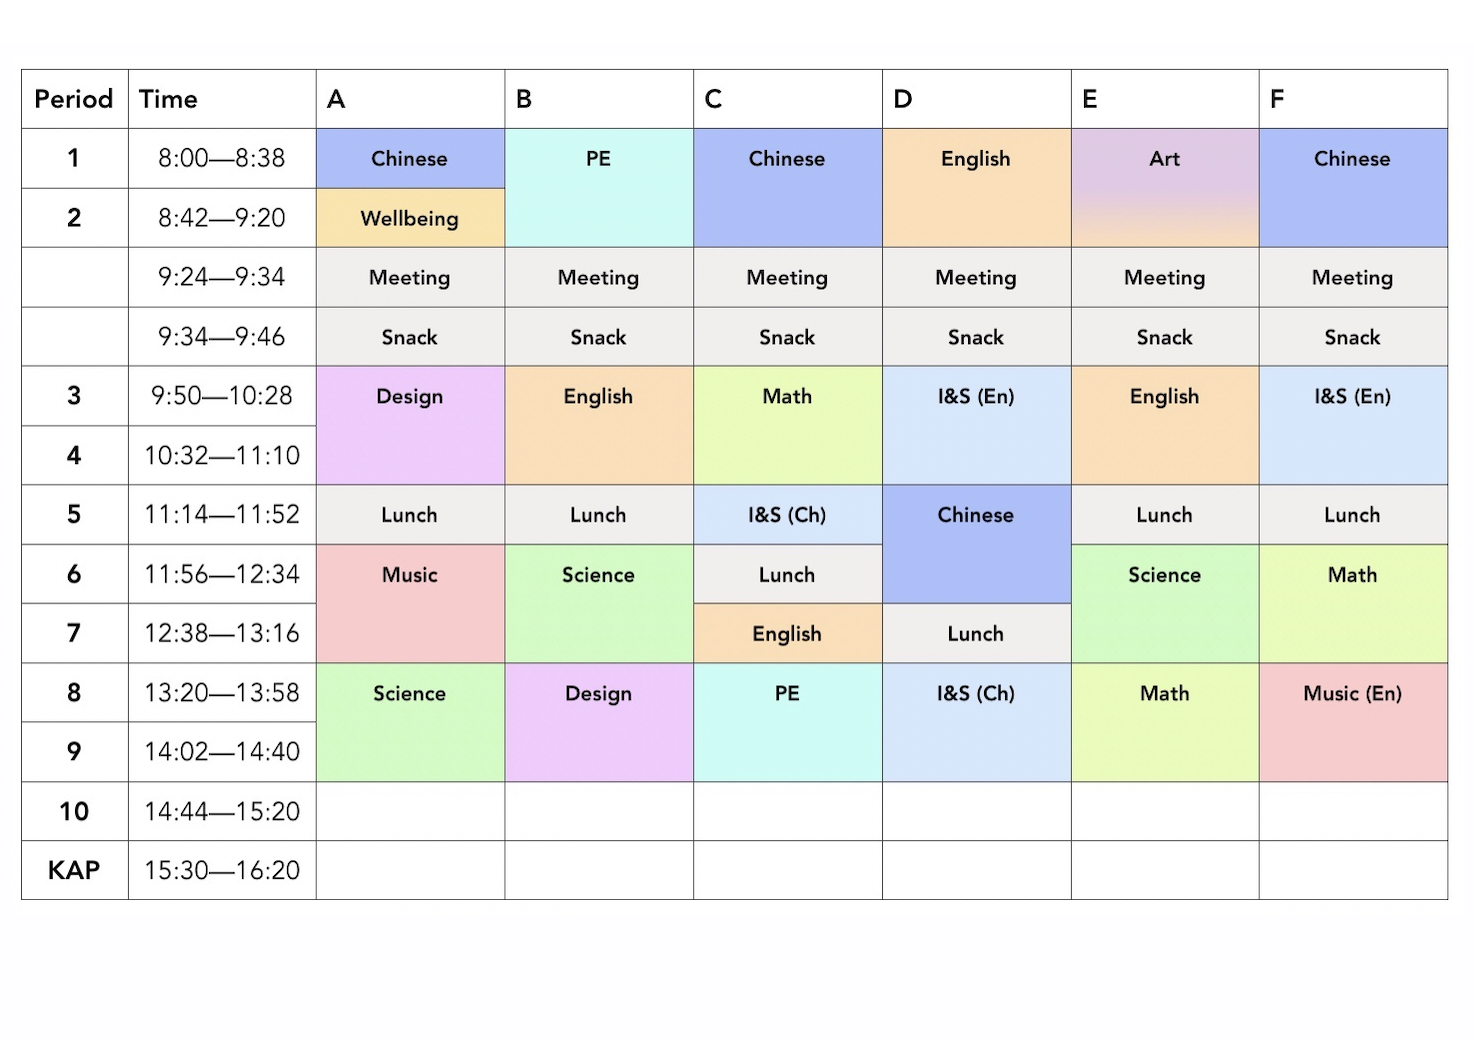 Period Time A B C D E F
1 8:00—8:38 Chinese PE Chinese English Art Chinese
2 8:42—9:20 Wellbeing
9:24—9:34 Meeting Meeting Meeting Meeting Meeting Meeting
9:34—9:46 Snack Snack Snack Snack Snack Snack
3 9:50—10:28 Design English Math I&S (En) English I&S (En)
4 10:32—11:10
5 11:14—11:52 Lunch Lunch I&S (Ch) Chinese Lunch Lunch
6 11:56—12:34 Music Science Lunch Science Math
7 12:38—13:16 English Lunch
8 13:20—13:58 Science Design PE I&S (Ch) Math Music (En)
9 14:02—14:40
10 14:44—15:20
KAP 15:30—16:20